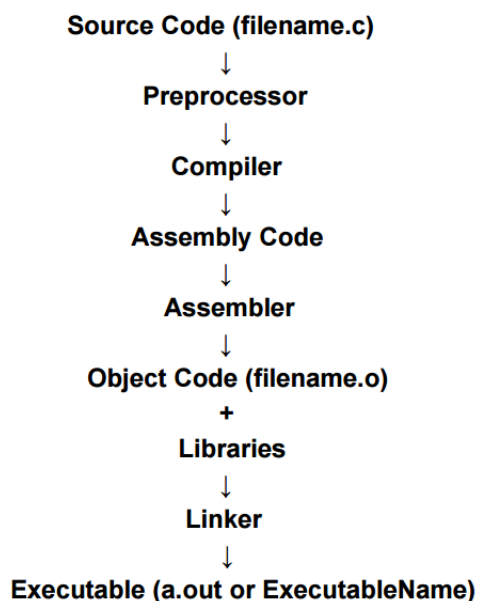 Source Code (filename.c)
↓
Preprocessor
↓
Compiler
↓
Assembly Code
↓
Assembler
↓
Object Code (filename.o)
+
Libraries
↓
Linker
↓
Executable (a.out or ExecutableName)